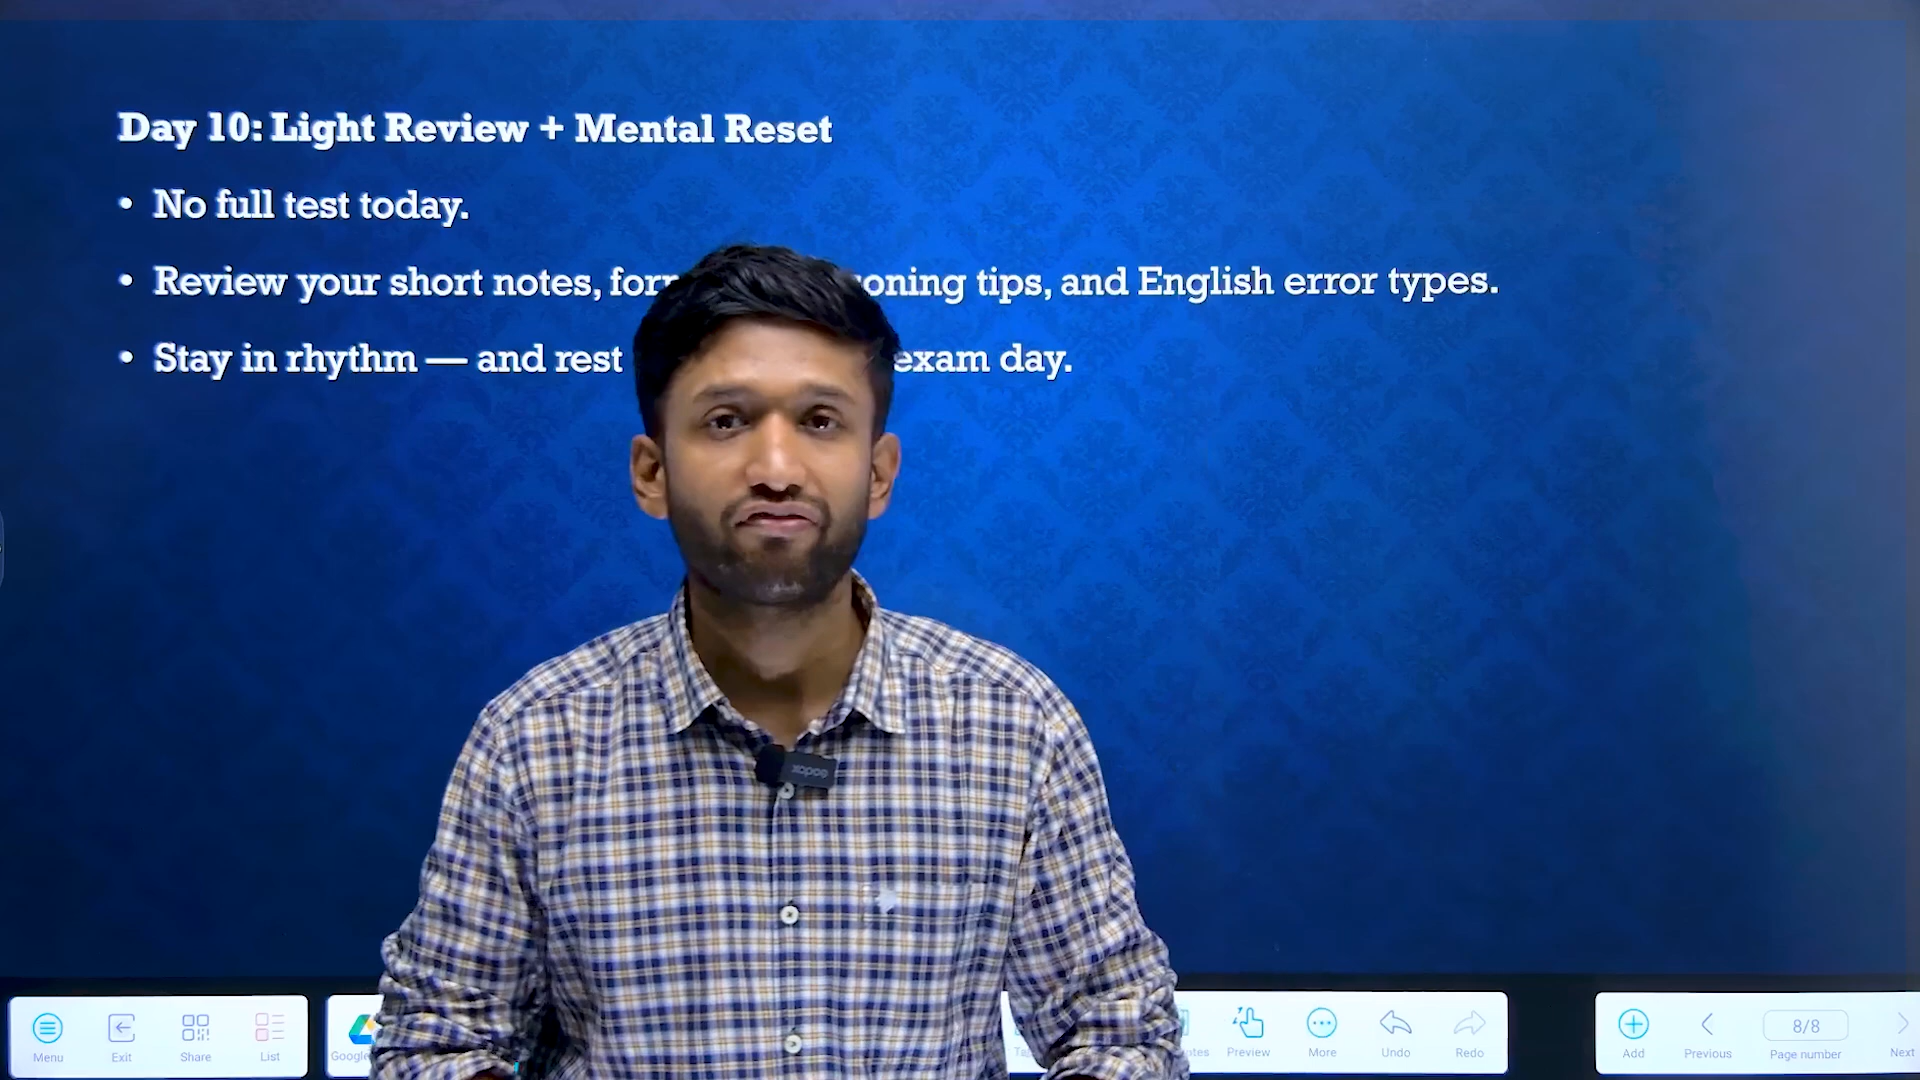 Day 10: Light Review + Mental Reset
• No full test today.
• Review your short notes, tips, and English error types.
• Stay in rhythm — and rest exam day.
godox
Menu
Exit
Share
List
Google
Preview
More
Undo
Redo
Add
Previous
8/8
Page number
Next